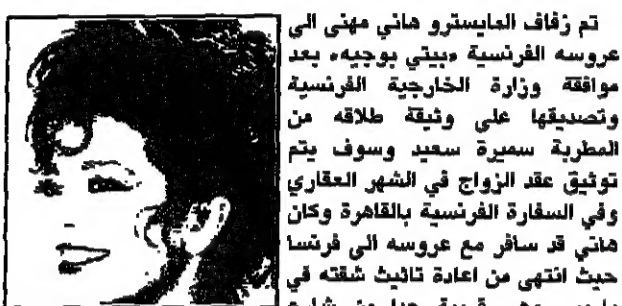 تم زفاف المايسترو هاني مهنى الى
عروسه الفرنسية «بيتي بوجيه» بعد
موافقة وزارة الخارجية الفرنسية
وتصديقها على وثيقة طلاقه من
المطربة سميرة سعيد وسوف يتم
توثيق عقد الزواج في الشهر العقاري
وفي السفارة الفرنسية بالقاهرة وكان
هاني قد سافر مع عروسه الى فرنسا
حيث انتهى من اعادة تاثيث شقته في